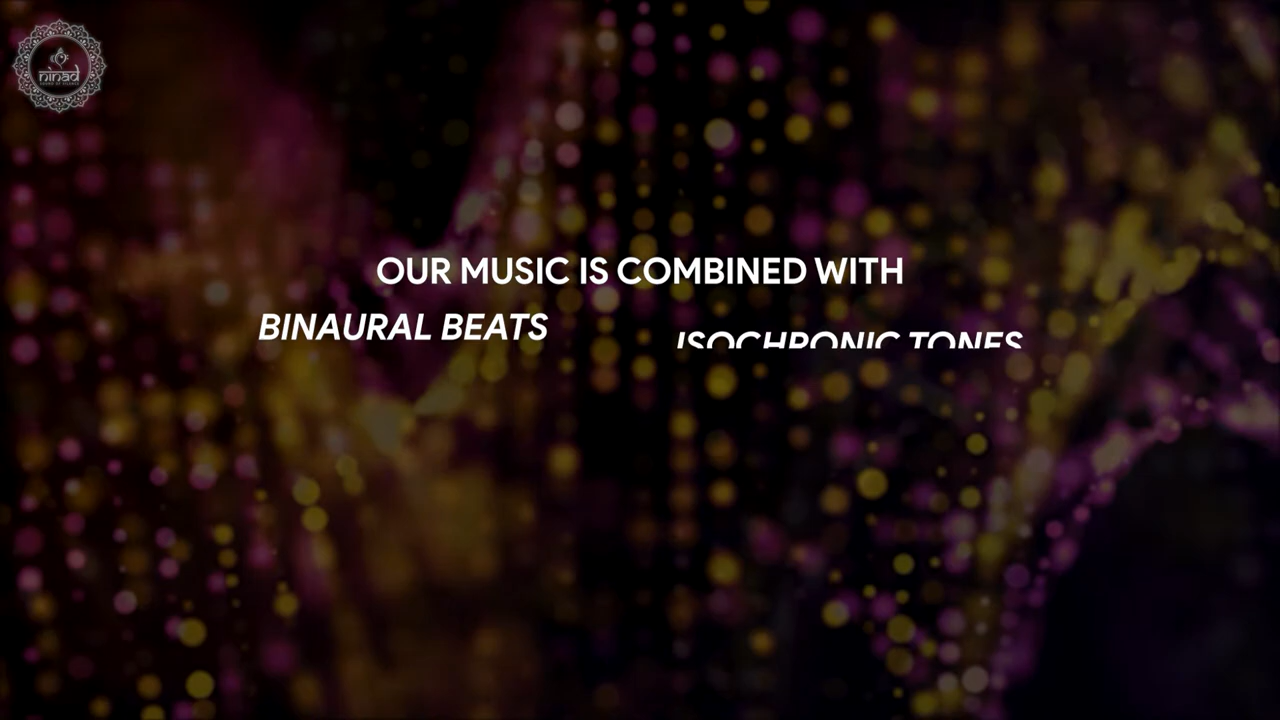 ninad
OUR MUSIC IS COMBINED WITH
BINAURAL BEATS ISOCHRONIC TONES